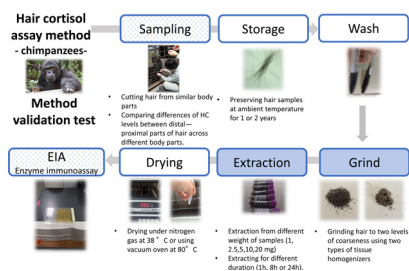 Hair cortisol
assay method
- chimpanzees-
Method
validation test
Sampling
Storage
Wash
• Cutting hair from similar body
parts
• Comparing differences of HC
levels between distal—
proximal parts of hair across
different body parts.
• Preserving hair samples
at ambient temperature
for 1 or 2 years
EIA
Enzyme immunoassay
Drying
Extraction
Grind
• Drying under nitrogen
gas at 38 °C or using
vacuum oven at 80°C
• Extraction from different
weight of samples (1,
2.5,5,10,20 mg)
• Extracting for different
duration (1h, 8h or 24h).
• Grinding hair to two levels
of coarseness using two
types of tissue
homogenizers